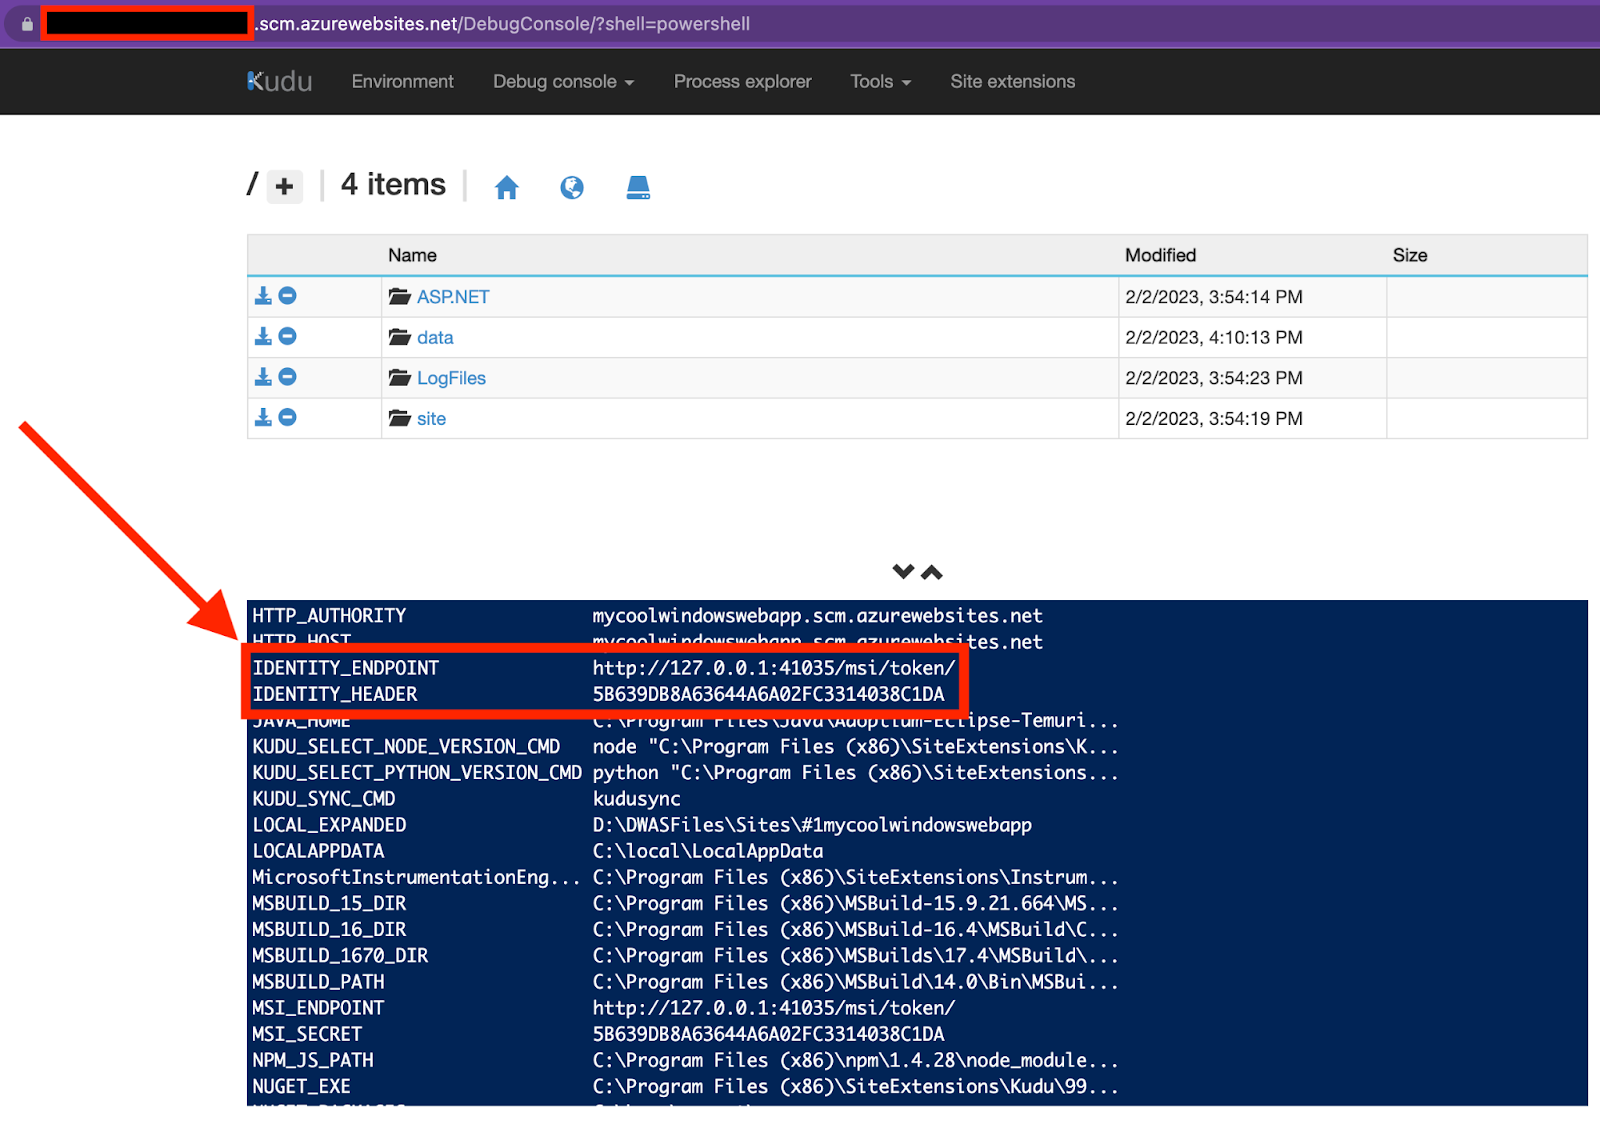 .scm.azurewebsites.net/DebugConsole/?shell=powershell
Kudu Environment Debug console Process explorer Tools Site extensions
/ + 4 items
Name Modified Size
ASP.NET 2/2/2023, 3:54:14 PM
data 2/2/2023, 4:10:13 PM
LogFiles 2/2/2023, 3:54:23 PM
site 2/2/2023, 3:54:19 PM
HTTP_AUTHORITY mycoolwindowswebapp.scm.azurewebsites.net
HTTP_HOST mycoolwindowswebapp.scm.azurewebsites.net
IDENTITY_ENDPOINT http://127.0.0.1:41035/msi/token/
IDENTITY_HEADER 5B639DB8A63644A6A02FC3314038C1DA
JAVA_HOME C:\Program Files\Java\Adoptium-Eclipse-Temuri...
KUDU_SELECT_NODE_VERSION_CMD node "C:\Program Files (x86)\SiteExtensions\K...
KUDU_SELECT_PYTHON_VERSION_CMD python "C:\Program Files (x86)\SiteExtensions...
KUDU_SYNC_CMD kudusync
LOCAL_EXPANDED D:\DWASFiles\Sites\#1mycoolwindowswebapp
LOCALAPPDATA C:\local\LocalAppData
MicrosoftInstrumentationEng... C:\Program Files (x86)\SiteExtensions\Instrum...
MSBUILD_15_DIR C:\Program Files (x86)\MSBuild-15.9.21.664\MS...
MSBUILD_16_DIR C:\Program Files (x86)\MSBuild-16.4\MSBuild\C...
MSBUILD_1670_DIR C:\Program Files (x86)\MSBuilds\17.4\MSBuild\...
MSBUILD_PATH C:\Program Files (x86)\MSBuild\14.0\Bin\MSBui...
MSI_ENDPOINT http://127.0.0.1:41035/msi/token/
MSI_SECRET 5B639DB8A63644A6A02FC3314038C1DA
NPM_JS_PATH C:\Program Files (x86)\npm\1.4.28\node_module...
NUGET_EXE C:\Program Files (x86)\SiteExtensions\Kudu\99...